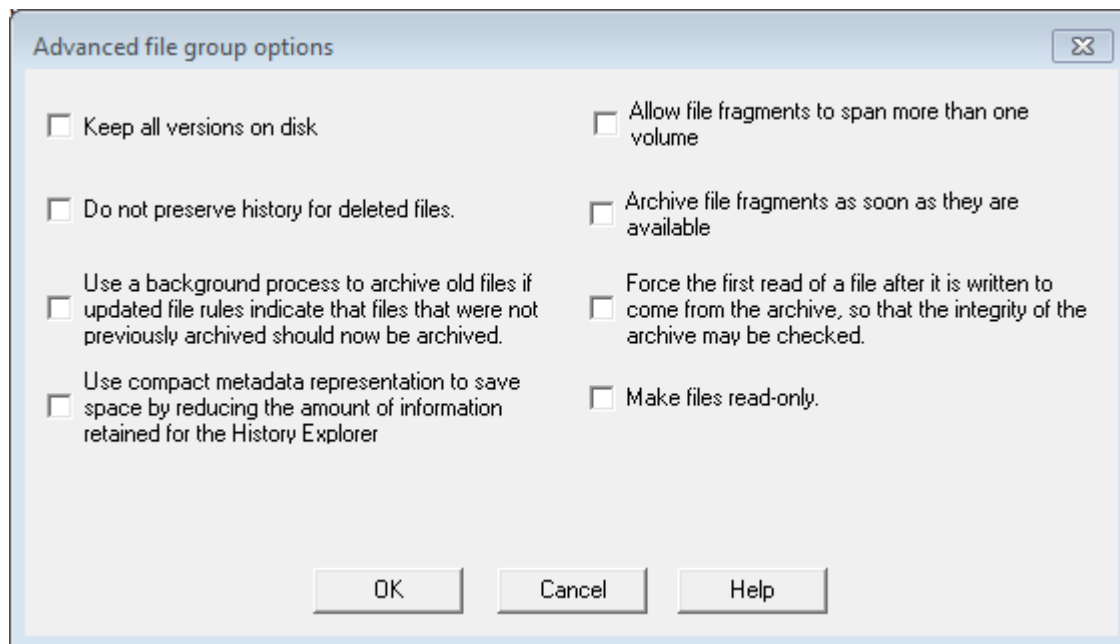 Advanced file group options
Keep all versions on disk
Allow file fragments to span more than one
volume
Do not preserve history for deleted files.
Archive file fragments as soon as they are
available
Use a background process to archive old files if
updated file rules indicate that files that were not
previously archived should now be archived.
Force the first read of a file after it is written to
come from the archive, so that the integrity of the
archive may be checked.
Use compact metadata representation to save
space by reducing the amount of information
retained for the History Explorer
Make files read-only.
OK
Cancel
Help